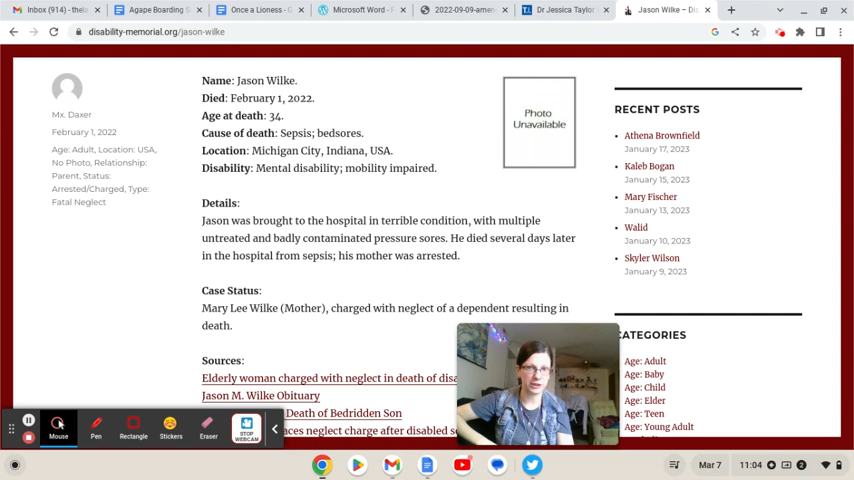 Inbox (914) - thela
Agape Boarding S
Once a Lioness - G
Microsoft Word - F
2022-09-09-amen
Dr Jessica Taylor
Jason Wilke – Dis
disability-memorial.org/jason-wilke
Mx. Daxer
February 1, 2022
Age: Adult, Location: USA,
No Photo, Relationship:
Parent, Status:
Arrested/Charged, Type:
Fatal Neglect
Name: Jason Wilke.
Died: February 1, 2022.
Age at death: 34.
Cause of death: Sepsis; bedsores.
Location: Michigan City, Indiana, USA.
Disability: Mental disability; mobility impaired.
Photo
Unavailable
Details:
Jason was brought to the hospital in terrible condition, with multiple
untreated and badly contaminated pressure sores. He died several days later
in the hospital from sepsis; his mother was arrested.
Case Status:
Mary Lee Wilke (Mother), charged with neglect of a dependent resulting in
death.
Sources:
Elderly woman charged with neglect in death of disa
Jason M. Wilke Obituary
Death of Bedridden Son
aces neglect charge after disabled s
RECENT POSTS
Athena Brownfield
January 17, 2023
Kaleb Bogan
January 15, 2023
Mary Fischer
January 13, 2023
Walid
January 10, 2023
Skyler Wilson
January 9, 2023
CATEGORIES
Age: Adult
Age: Baby
Age: Child
Age: Elder
Age: Teen
Age: Young Adult
Mouse
Pen
Rectangle
Stickers
Eraser
STOP
WEBCAM
Mar 7
11:04
2